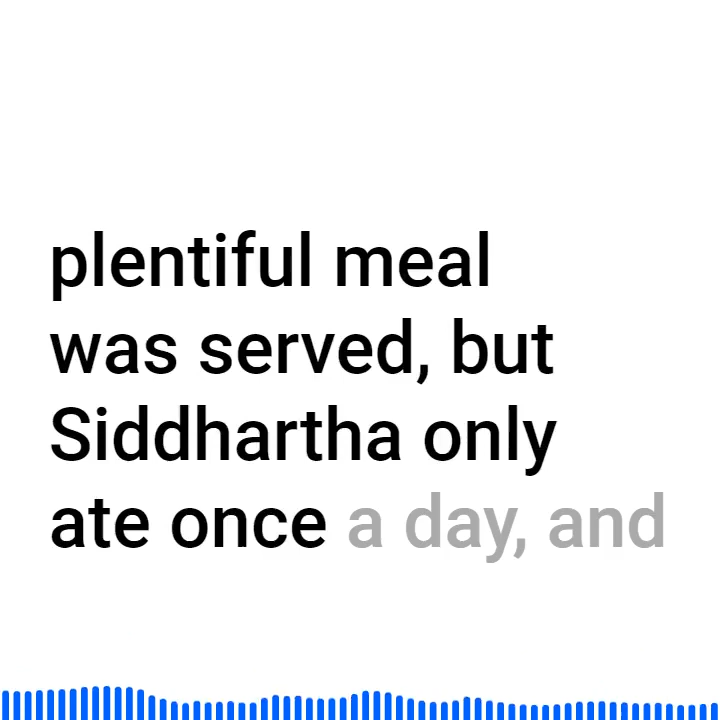 plentiful meal
was served, but
Siddhartha only
ate once a day, and